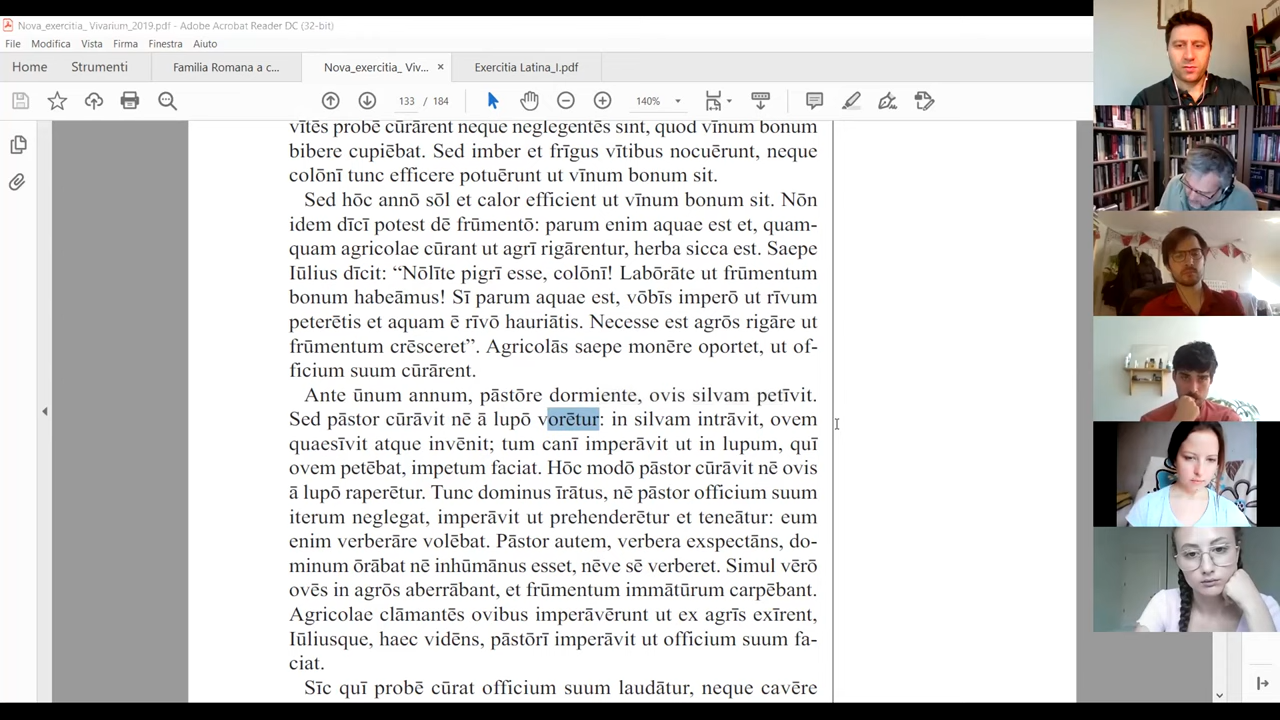 Nova_exercitia_ Vivarium_2019.pdf - Adobe Acrobat Reader DC (32-bit)
File Modifica Vista Firma Finestra Aiuto
Home Strumenti Familia Romana a c... Nova_exercitia_ Viv... × Exercitia Latina_I.pdf
133 / 184 140%
vītēs probē cūrārent neque neglegentēs sint, quod vīnum bonum
bibere cupiēbat. Sed imber et frīgus vītibus nocuērunt, neque
colōnī tunc efficere potuērunt ut vīnum bonum sit.
Sed hōc annō sōl et calor efficient ut vīnum bonum sit. Nōn
idem dīcī potest dē frūmentō: parum enim aquae est et, quam-
quam agricolae cūrant ut agrī rigārentur, herba sicca est. Saepe
Iūlius dīcit: “Nōlīte pigrī esse, colōnī! Labōrāte ut frūmentum
bonum habeāmus! Sī parum aquae est, vōbīs imperō ut rīvum
peterētis et aquam ē rīvō hauriātis. Necesse est agrōs rigāre ut
frūmentum crēsceret”. Agricolās saepe monēre oportet, ut of-
ficium suum cūrārent.
Ante ūnum annum, pāstōre dormiente, ovis silvam petīvit.
Sed pāstor cūrāvit nē ā lupō vorētur: in silvam intrāvit, ovem
quaesīvit atque invēnit; tum canī imperāvit ut in lupum, quī
ovem petēbat, impetum faciat. Hōc modō pāstor cūrāvit nē ovis
ā lupō raperētur. Tunc dominus īrātus, nē pāstor officium suum
iterum neglegat, imperāvit ut prehenderētur et teneātur: eum
enim verberāre volēbat. Pāstor autem, verbera exspectāns, do-
minum ōrābat nē inhūmānus esset, nēve sē verberet. Simul vērō
ovēs in agrōs aberrābant, et frūmentum immātūrum carpēbant.
Agricolae clāmantēs ovibus imperāvērunt ut ex agrīs exīrent,
Iūliusque, haec vidēns, pāstōrī imperāvit ut officium suum fa-
ciat.
Sīc quī probē cūrat officium suum laudātur, neque cavēre